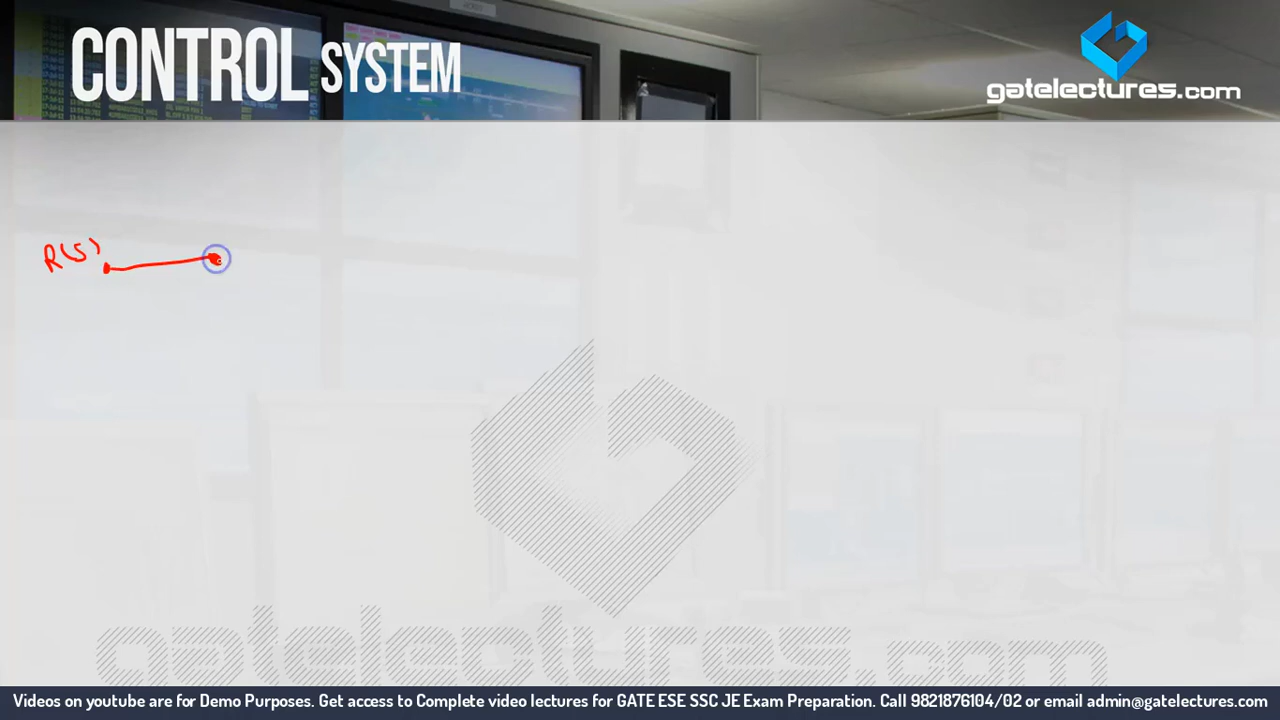 CONTROL SYSTEM
gatelectures.com
R(s)
gatelectures.com
Videos on youtube are for Demo Purposes. Get access to Complete video lectures for GATE ESE SSC JE Exam Preparation. Call 9821876104/02 or email admin@gatelectures.com